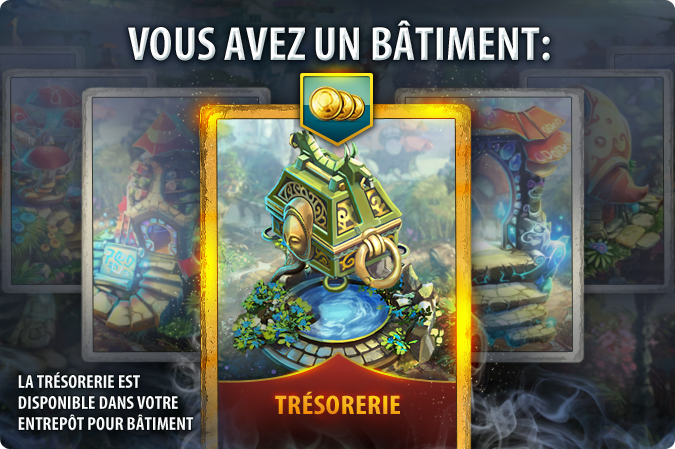 VOUS AVEZ UN BÂTIMENT:
TRÉSORERIE
LA TRÉSORERIE EST
DISPONIBLE DANS VOTRE
ENTREPÔT POUR BÂTIMENT